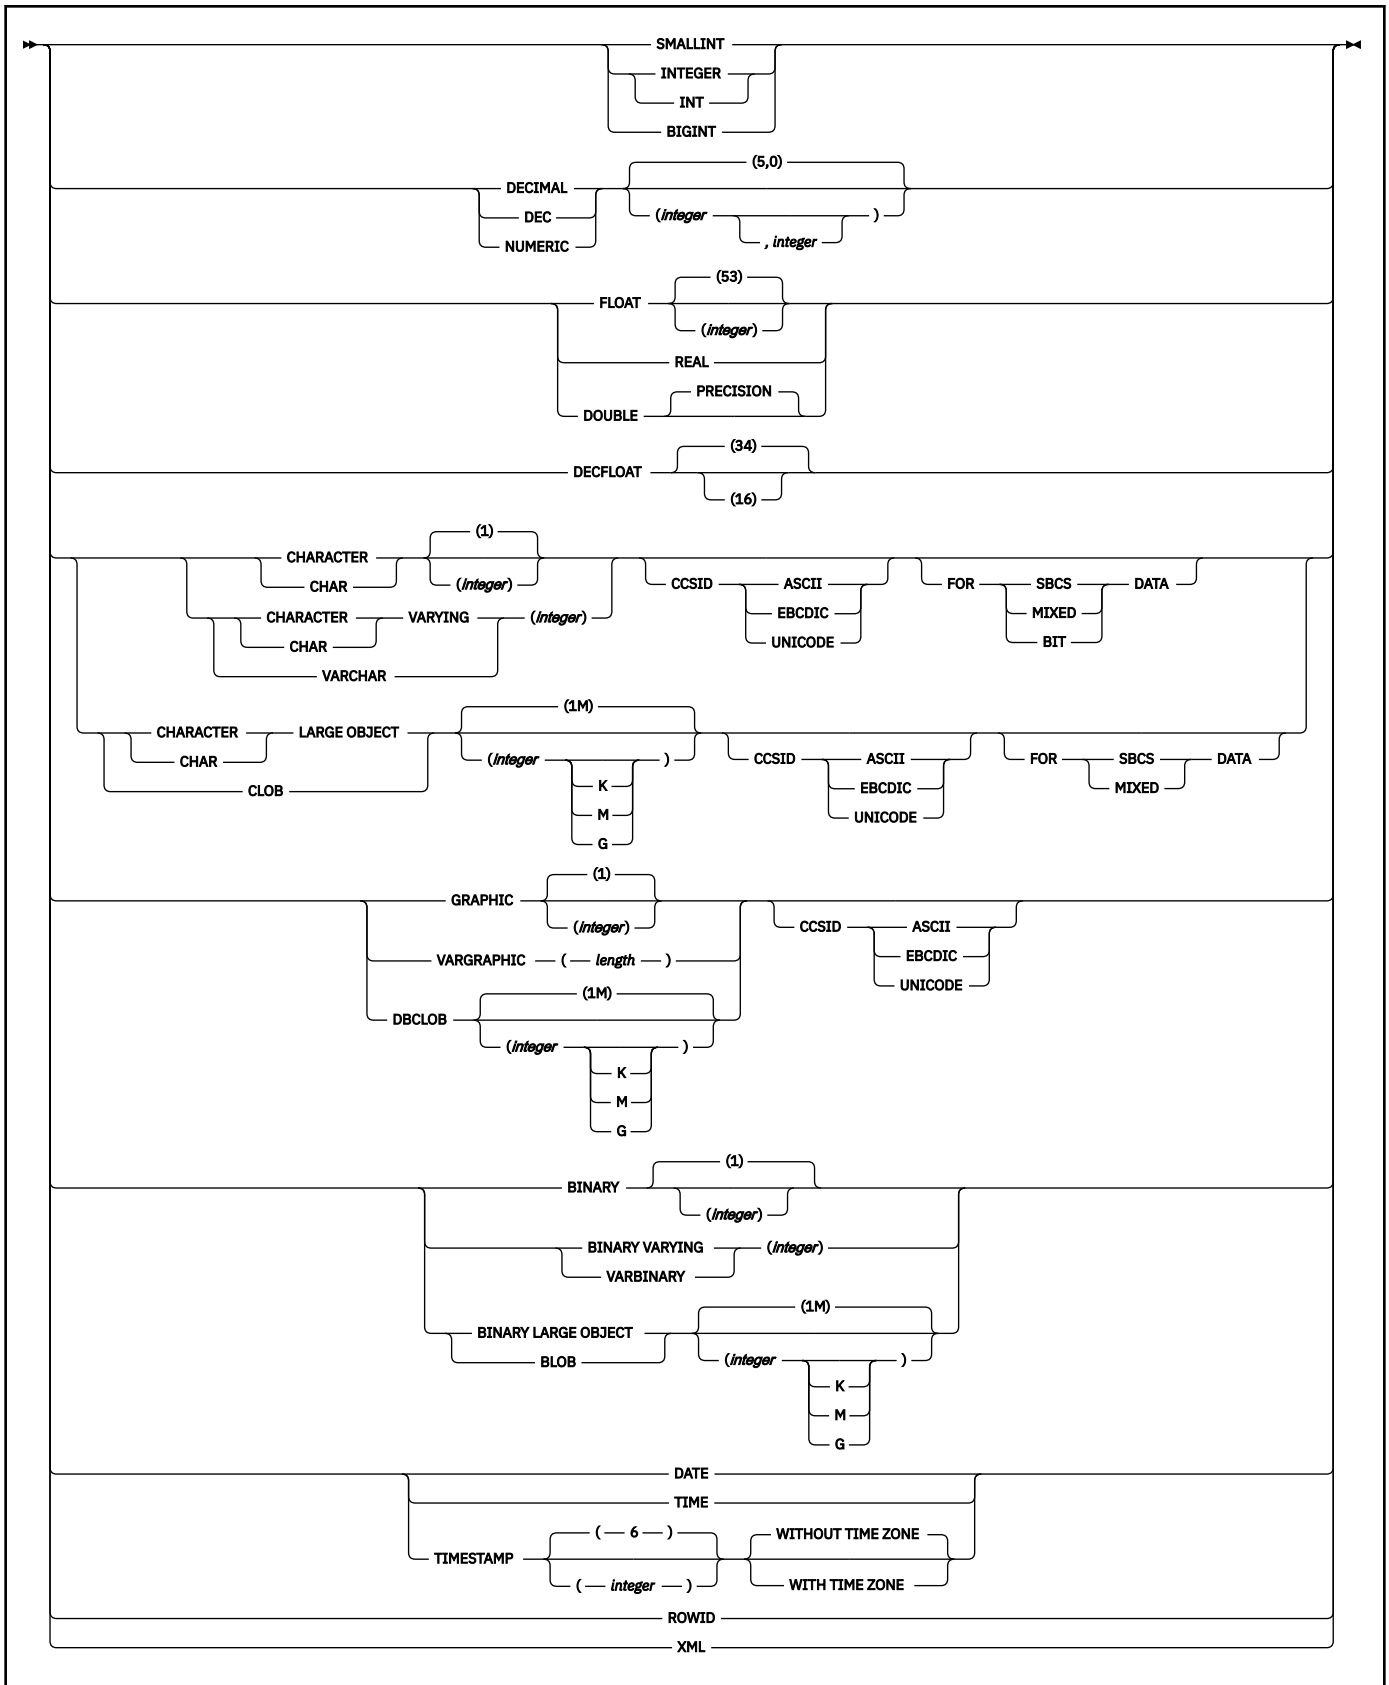 SMALLINT
INTEGER
INT
BIGINT
(5,0)
DECIMAL
DEC (integer )
NUMERIC , integer
(53)
FLOAT
(integer)
REAL
PRECISION
DOUBLE
(34)
DECFLOAT
(16)
(1)
CHARACTER
CHAR (integer) CCSID ASCII FOR SBCS DATA
EBCDIC MIXED
CHARACTER VARYING (integer)
CHAR UNICODE BIT
VARCHAR
(1M)
CHARACTER LARGE OBJECT
CHAR (integer ) CCSID ASCII FOR SBCS DATA
CLOB K EBCDIC MIXED
M UNICODE
G
(1)
GRAPHIC
(integer) CCSID ASCII
VARGRAPHIC ( length ) EBCDIC
UNICODE
(1M)
DBCLOB
(integer )
K
M
G
(1)
BINARY
(integer)
BINARY VARYING (integer)
VARBINARY
(1M)
BINARY LARGE OBJECT
BLOB (integer )
K
M
G
DATE
TIME
( 6 ) WITHOUT TIME ZONE
TIMESTAMP
( integer ) WITH TIME ZONE
ROWID
XML